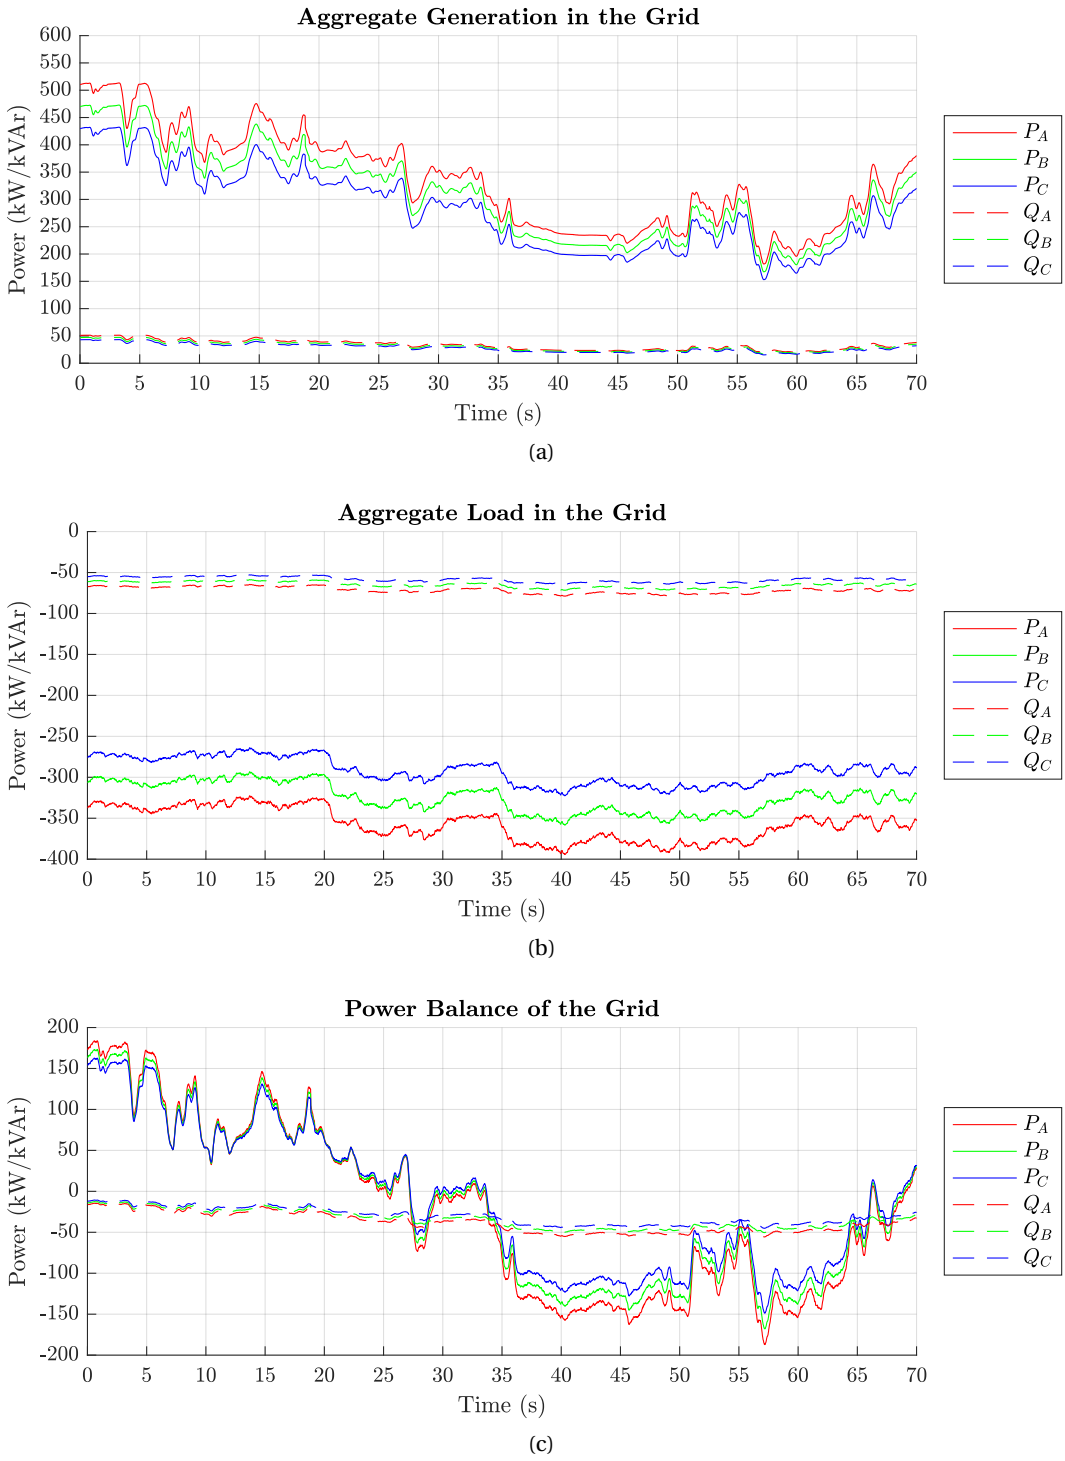 Aggregate Generation in the Grid
600
550
500
450
400
350
300
250
200
150
100
50
0
Power (kW/kVAr)
0 5 10 15 20 25 30 35 40 45 50 55 60 65 70
Time (s)
P_A
P_B
P_C
Q_A
Q_B
Q_C
(a)
Aggregate Load in the Grid
0
-50
-100
-150
-200
-250
-300
-350
-400
Power (kW/kVAr)
0 5 10 15 20 25 30 35 40 45 50 55 60 65 70
Time (s)
P_A
P_B
P_C
Q_A
Q_B
Q_C
(b)
Power Balance of the Grid
200
150
100
50
0
-50
-100
-150
-200
Power (kW/kVAr)
0 5 10 15 20 25 30 35 40 45 50 55 60 65 70
Time (s)
P_A
P_B
P_C
Q_A
Q_B
Q_C
(c)